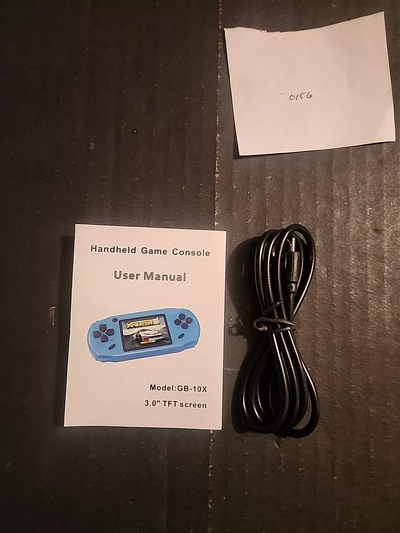 0156
Handheld Game Console
User Manual
Model:GB-10X
3.0" TFT screen